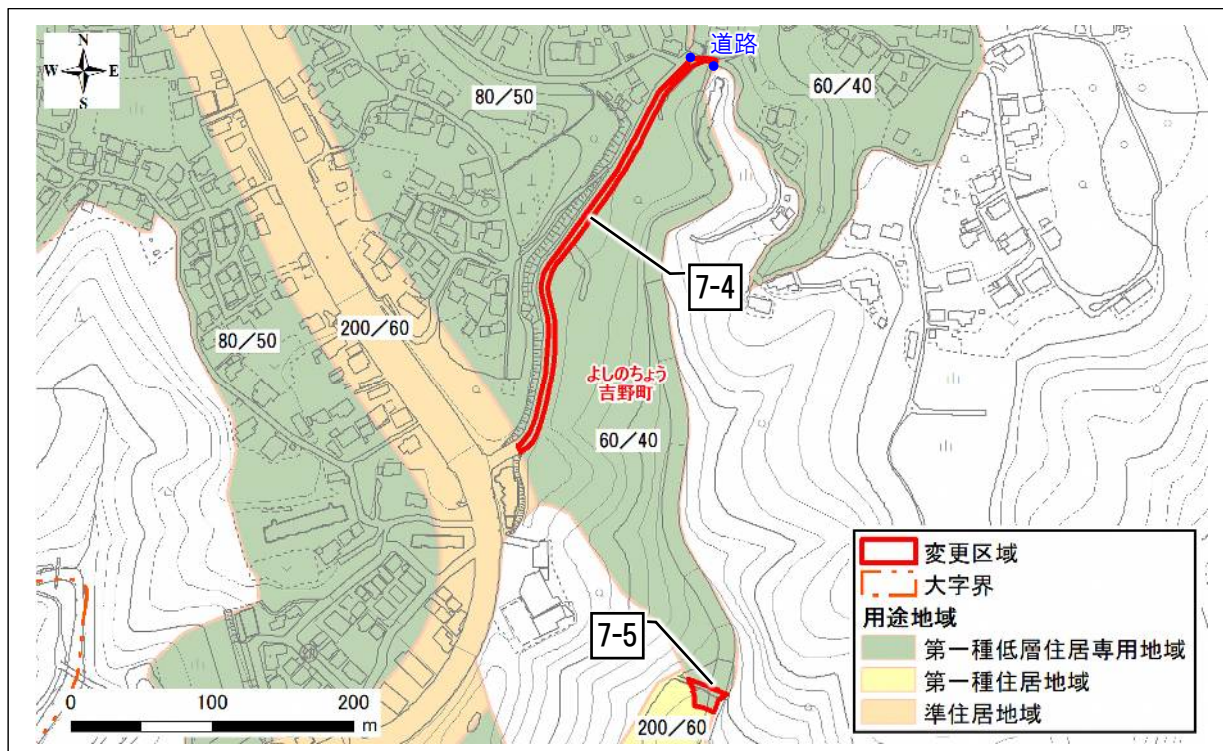 N
W E
S
道路
80/50
60/40
7-4
200/60
80/50
よしのちょう
吉野町
60/40
7-5
200/60
0 100 200
m
変更区域
大字界
用途地域
第一種低層住居専用地域
第一種住居地域
準住居地域